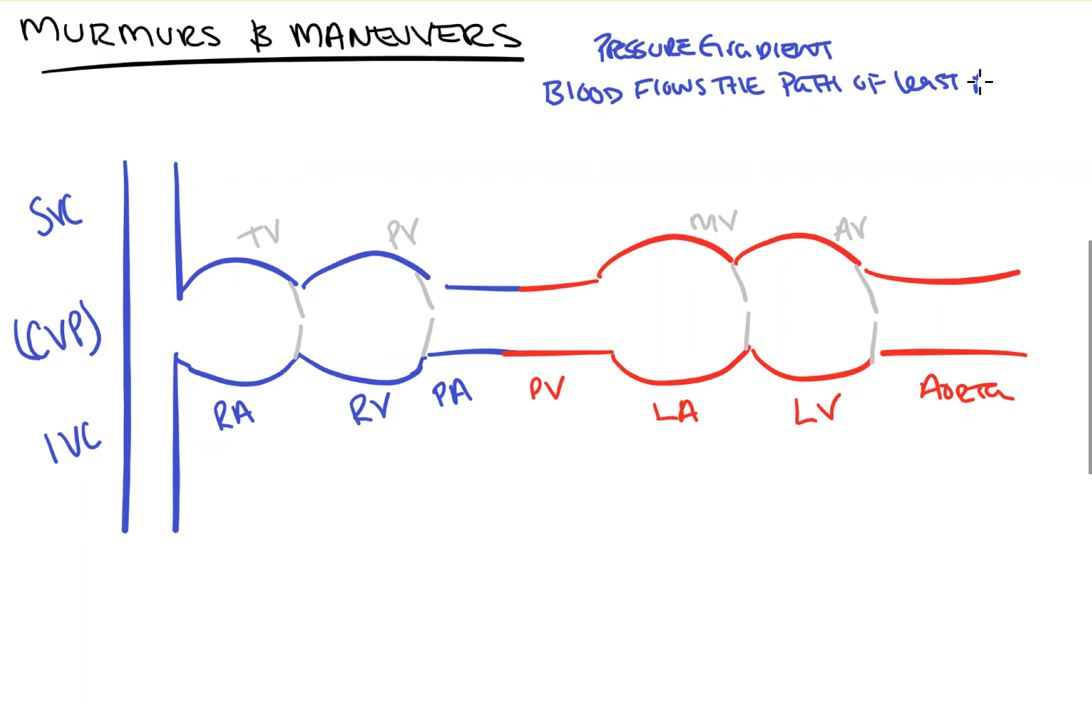 MURMURS & MANEUVERS
PRESSURE GRADIENT
BLOOD FLOWS THE PATH OF least
SVC
TV
PV
MV
AV
(CVP)
RA
RV
PA
PV
LA
LV
AORTA
IVC